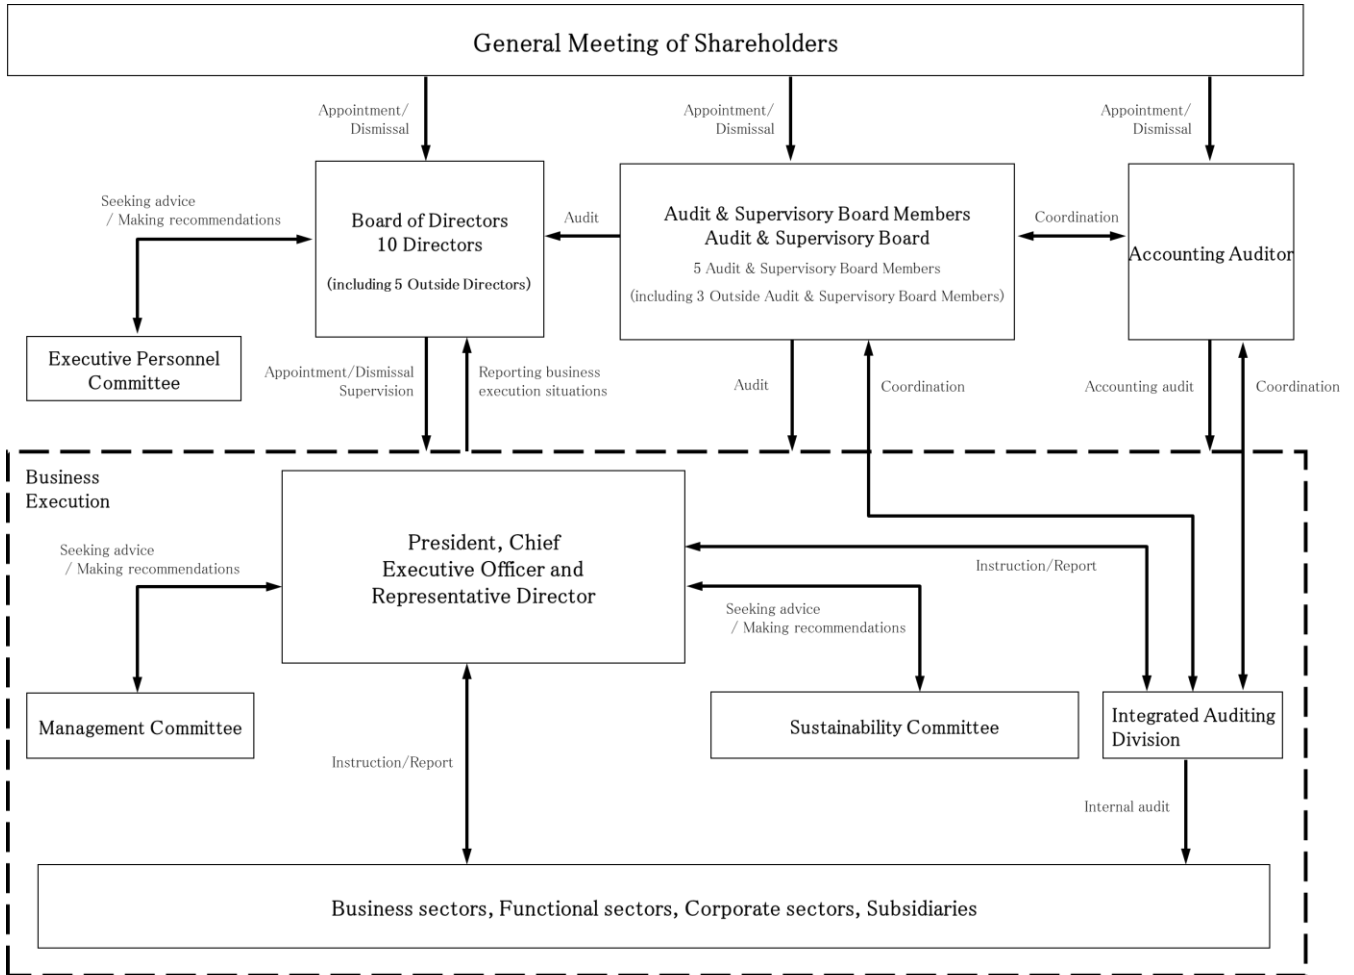 General Meeting of Shareholders
Appointment/
Dismissal
Appointment/
Dismissal
Appointment/
Dismissal
Seeking advice
/ Making recommendations
Board of Directors
10 Directors
(including 5 Outside Directors)
Audit
Audit & Supervisory Board Members
Audit & Supervisory Board
5 Audit & Supervisory Board Members
(including 3 Outside Audit & Supervisory Board Members)
Coordination
Accounting Auditor
Executive Personnel
Committee
Appointment/Dismissal
Supervision
Reporting business
execution situations
Audit
Coordination
Accounting audit
Coordination
Business
Execution
President, Chief
Executive Officer and
Representative Director
Seeking advice
/ Making recommendations
Instruction/Report
Seeking advice
/ Making recommendations
Management Committee
Sustainability Committee
Integrated Auditing
Division
Instruction/Report
Internal audit
Business sectors, Functional sectors, Corporate sectors, Subsidiaries